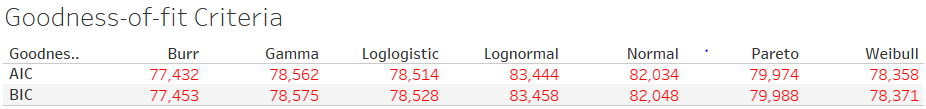 Goodness-of-fit Criteria
Goodnes.. Burr Gamma Loglogistic Lognormal Normal Pareto Weibull
AIC 77,432 78,562 78,514 83,444 82,034 79,974 78,358
BIC 77,453 78,575 78,528 83,458 82,048 79,988 78,371